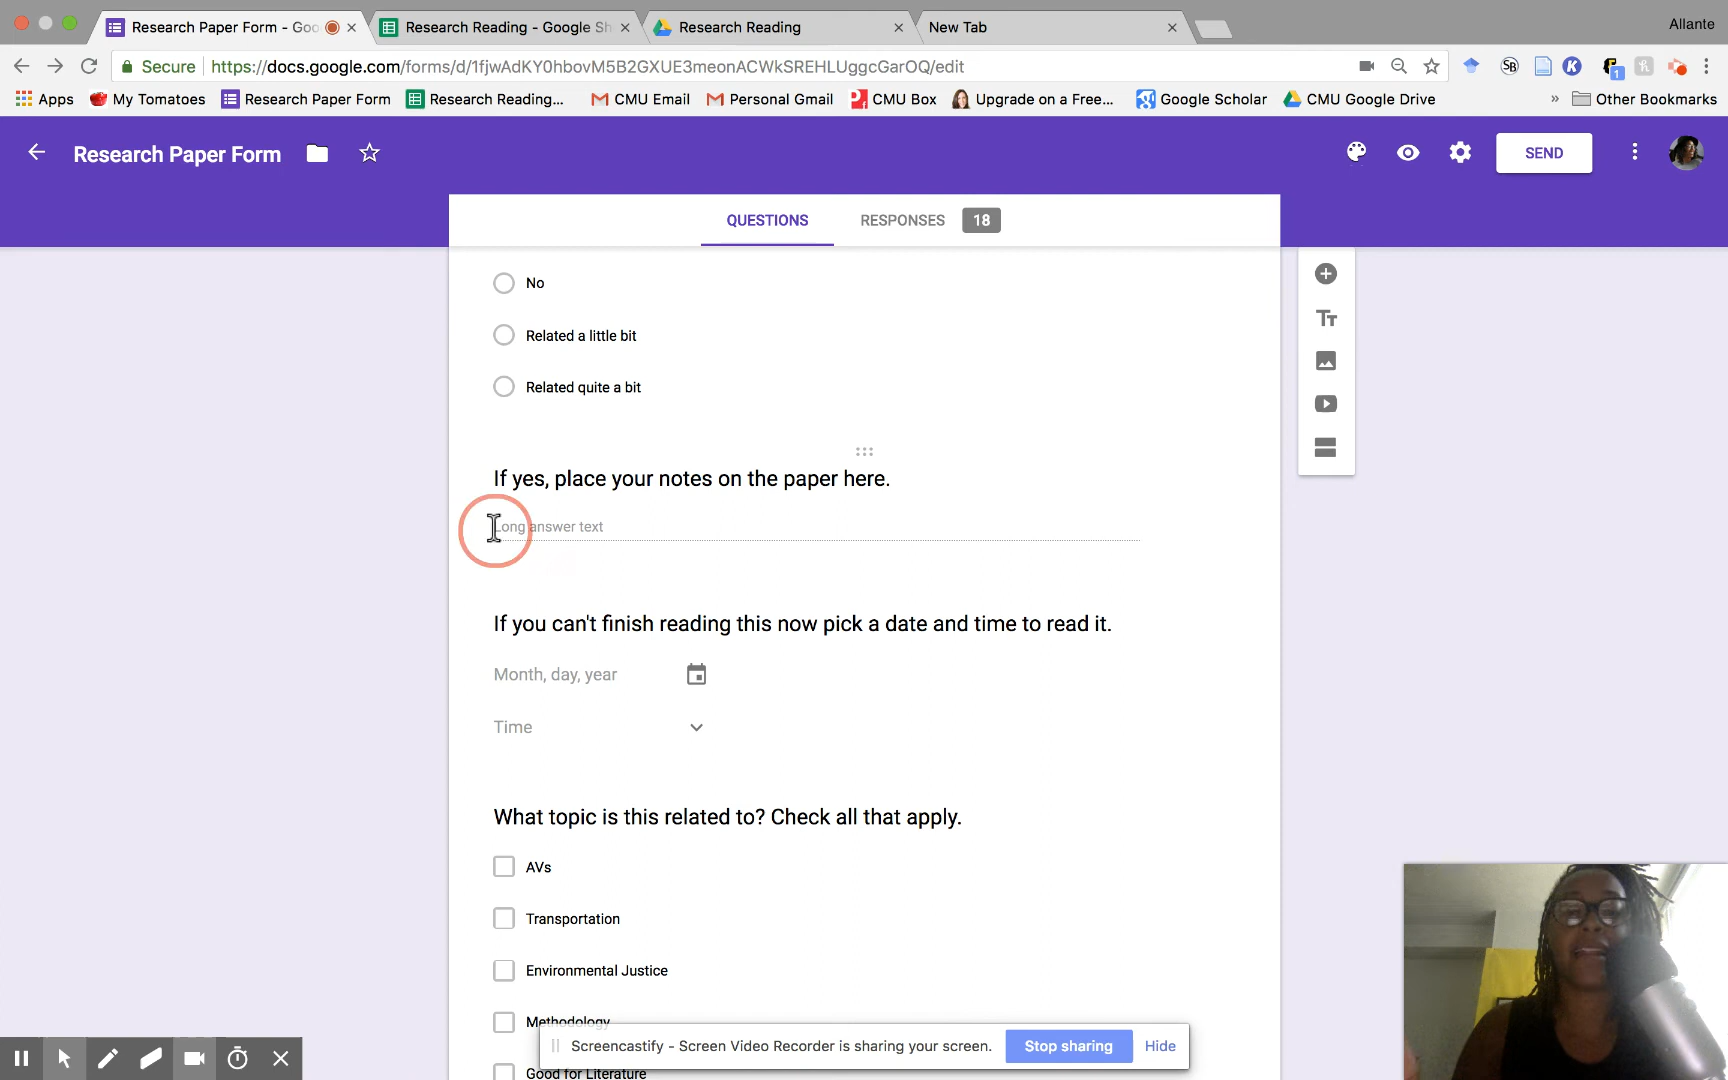 Research Paper Form - Goo
Research Reading - Google Sh
Research Reading
New Tab
Allante
Secure
https://docs.google.com/forms/d/1fjwAdKY0hbovM5B2GXUE3meonACWkSREHLUggcGarOQ/edit
Apps
My Tomatoes
Research Paper Form
Research Reading...
CMU Email
Personal Gmail
CMU Box
Upgrade on a Free...
Google Scholar
CMU Google Drive
»
Other Bookmarks
Research Paper Form
SEND
QUESTIONS
RESPONSES 18
No
Related a little bit
Related quite a bit
If yes, place your notes on the paper here.
Long answer text
If you can't finish reading this now pick a date and time to read it.
Month, day, year
Time
What topic is this related to? Check all that apply.
AVs
Transportation
Environmental Justice
Methodology
Screencastify - Screen Video Recorder is sharing your screen.
Stop sharing
Hide
Good for Literature